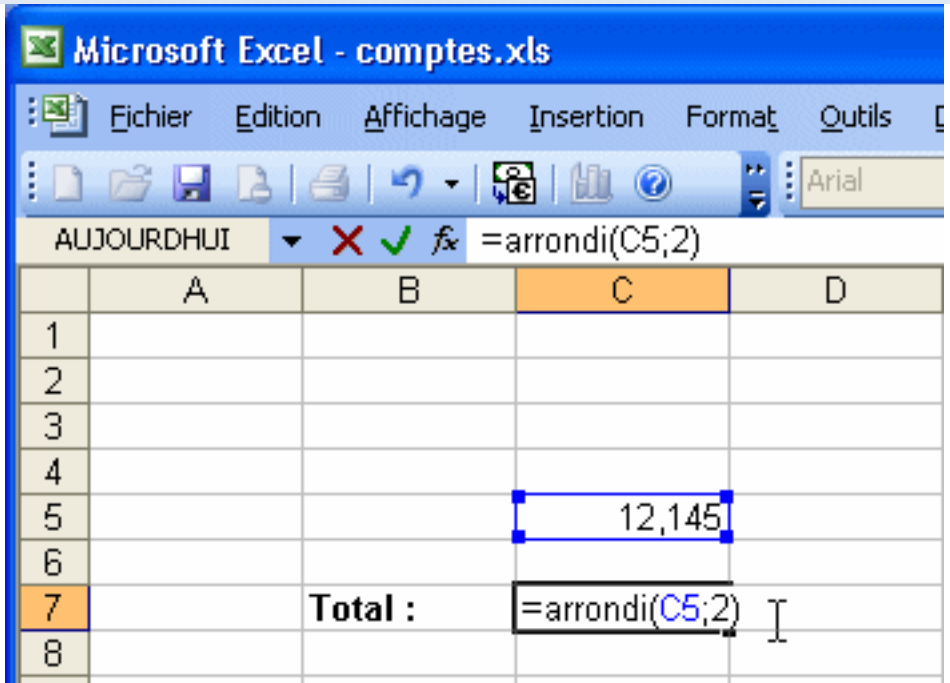 Microsoft Excel - comptes.xls
Fichier Edition Affichage Insertion Format Outils D
Arial
AUJOURDHUI fx =arrondi(C5;2)
A B C D
1
2
3
4
5 12,145
6
7 Total : =arrondi(C5;2)
8